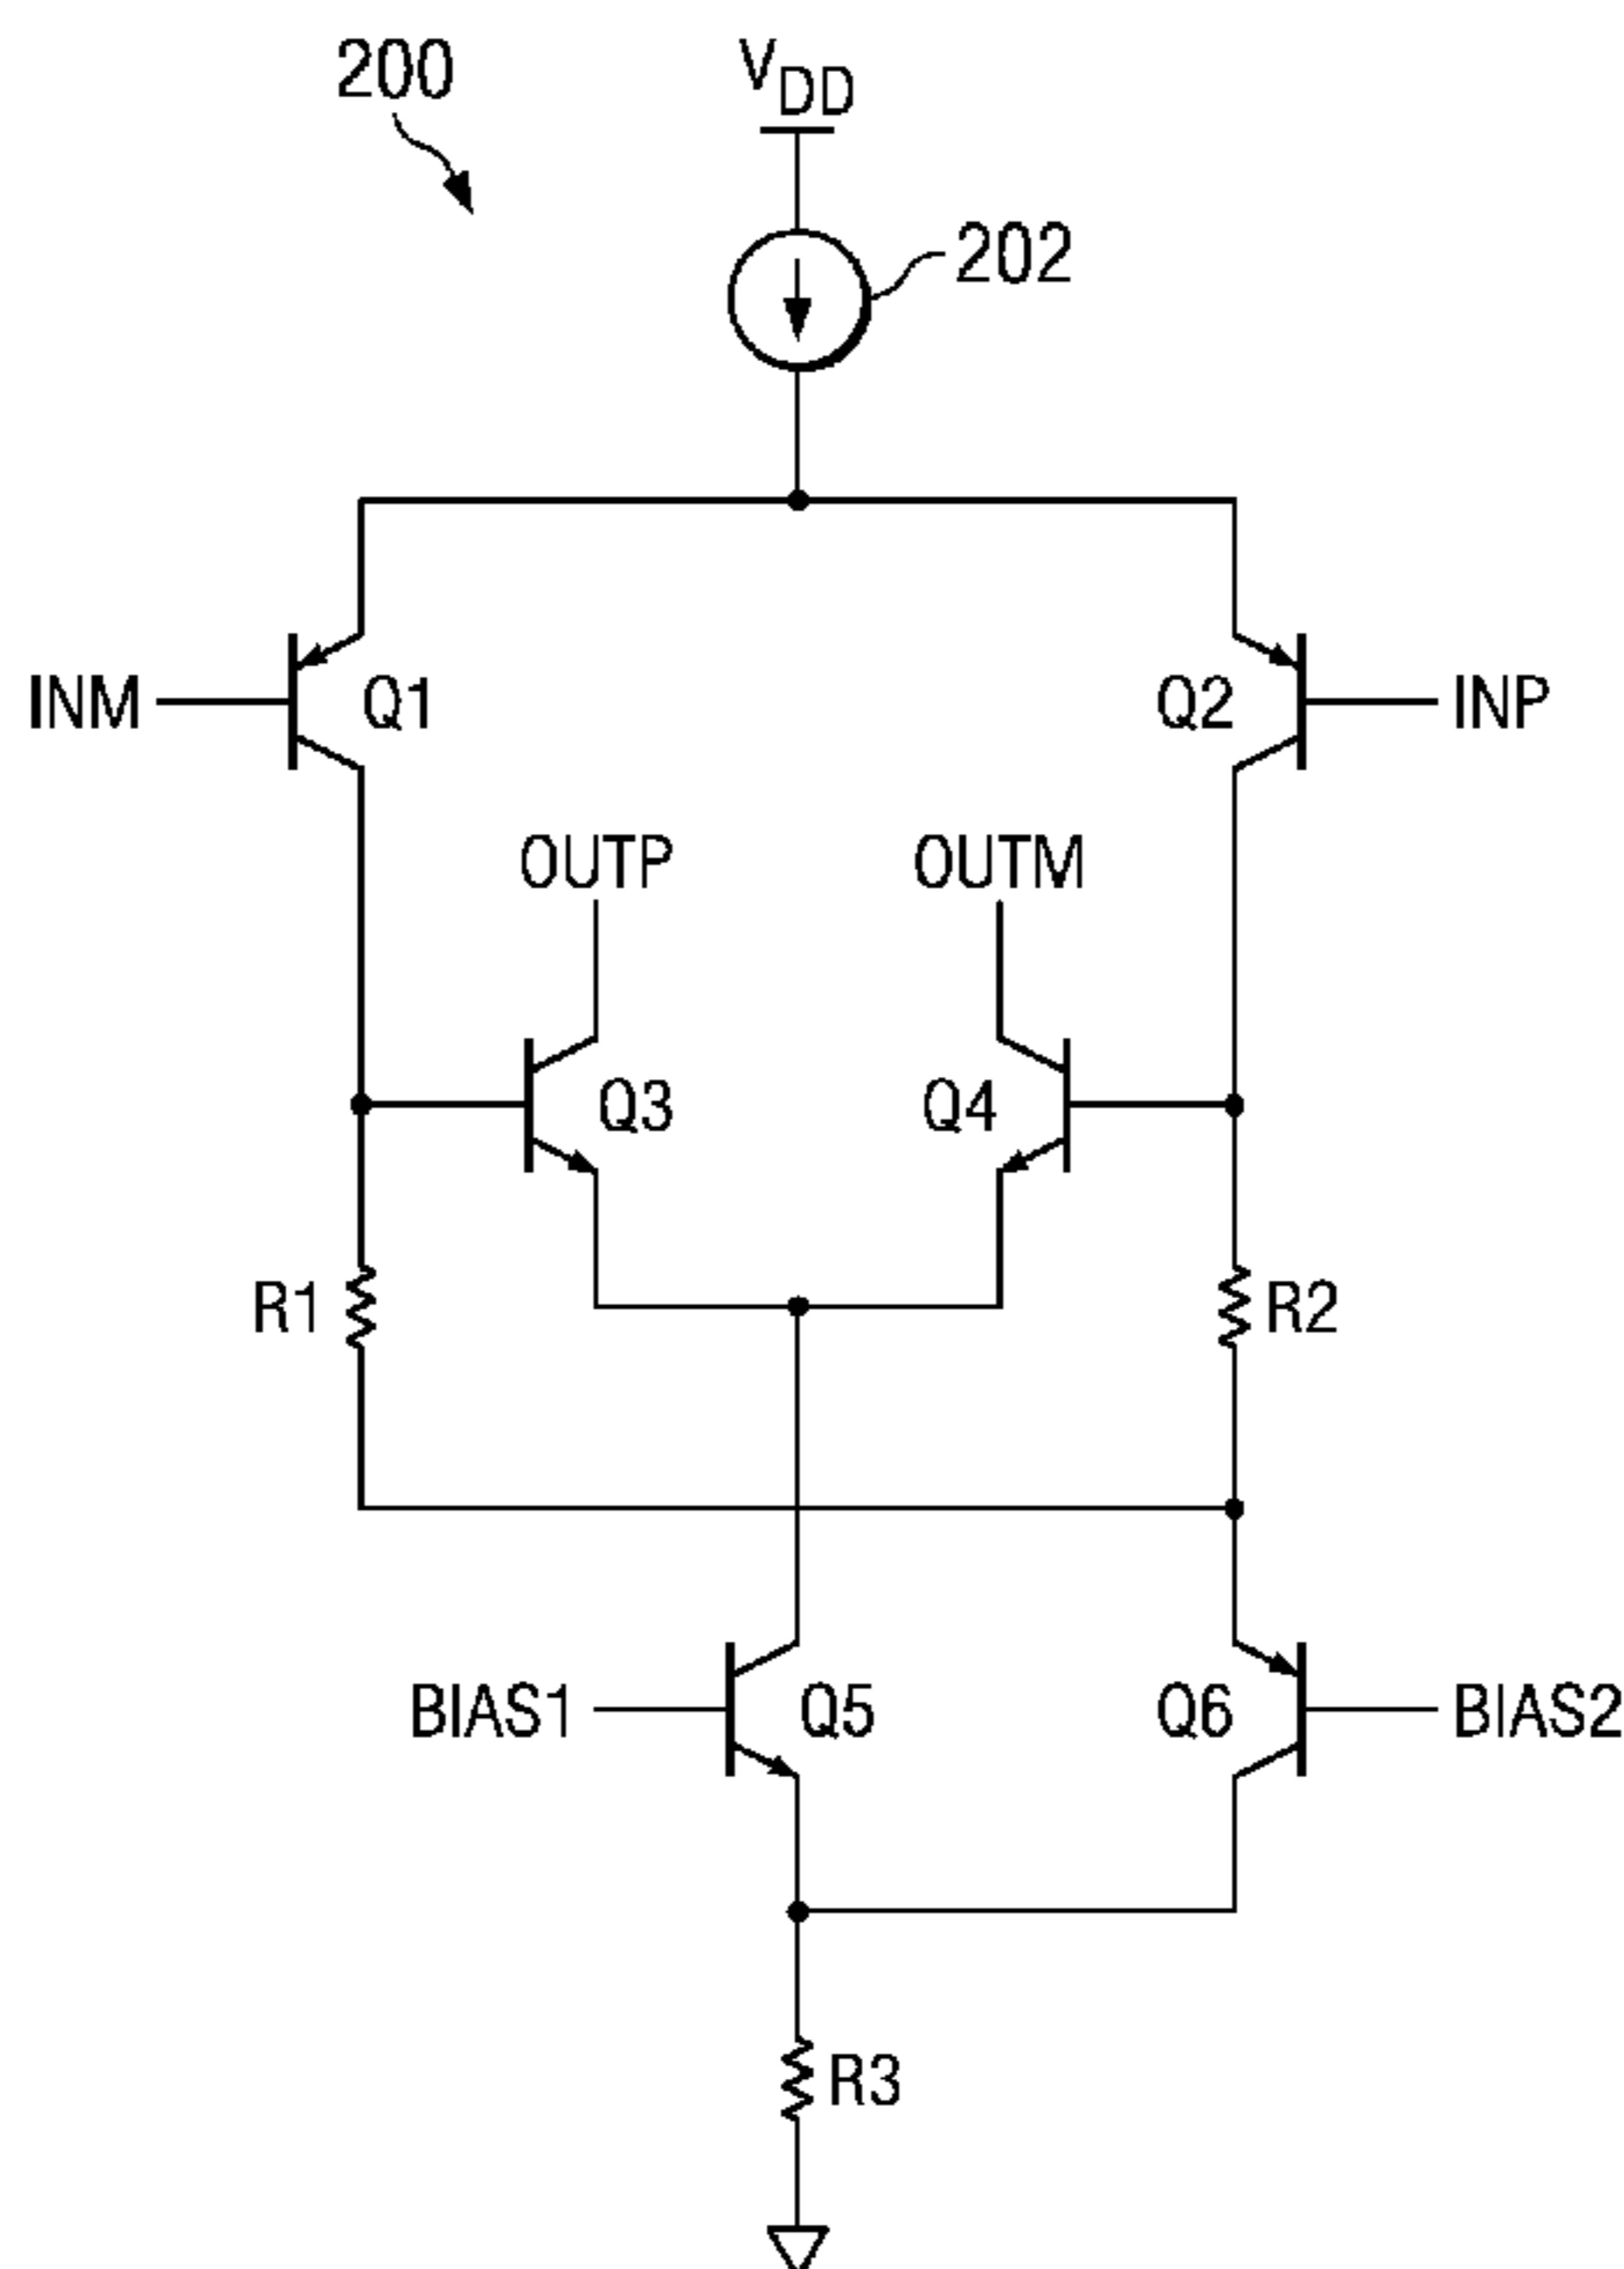 200
VDD
202
INM
Q1
Q2
INP
OUTP
OUTM
Q3
Q4
R1
R2
BIAS1
Q5
Q6
BIAS2
R3